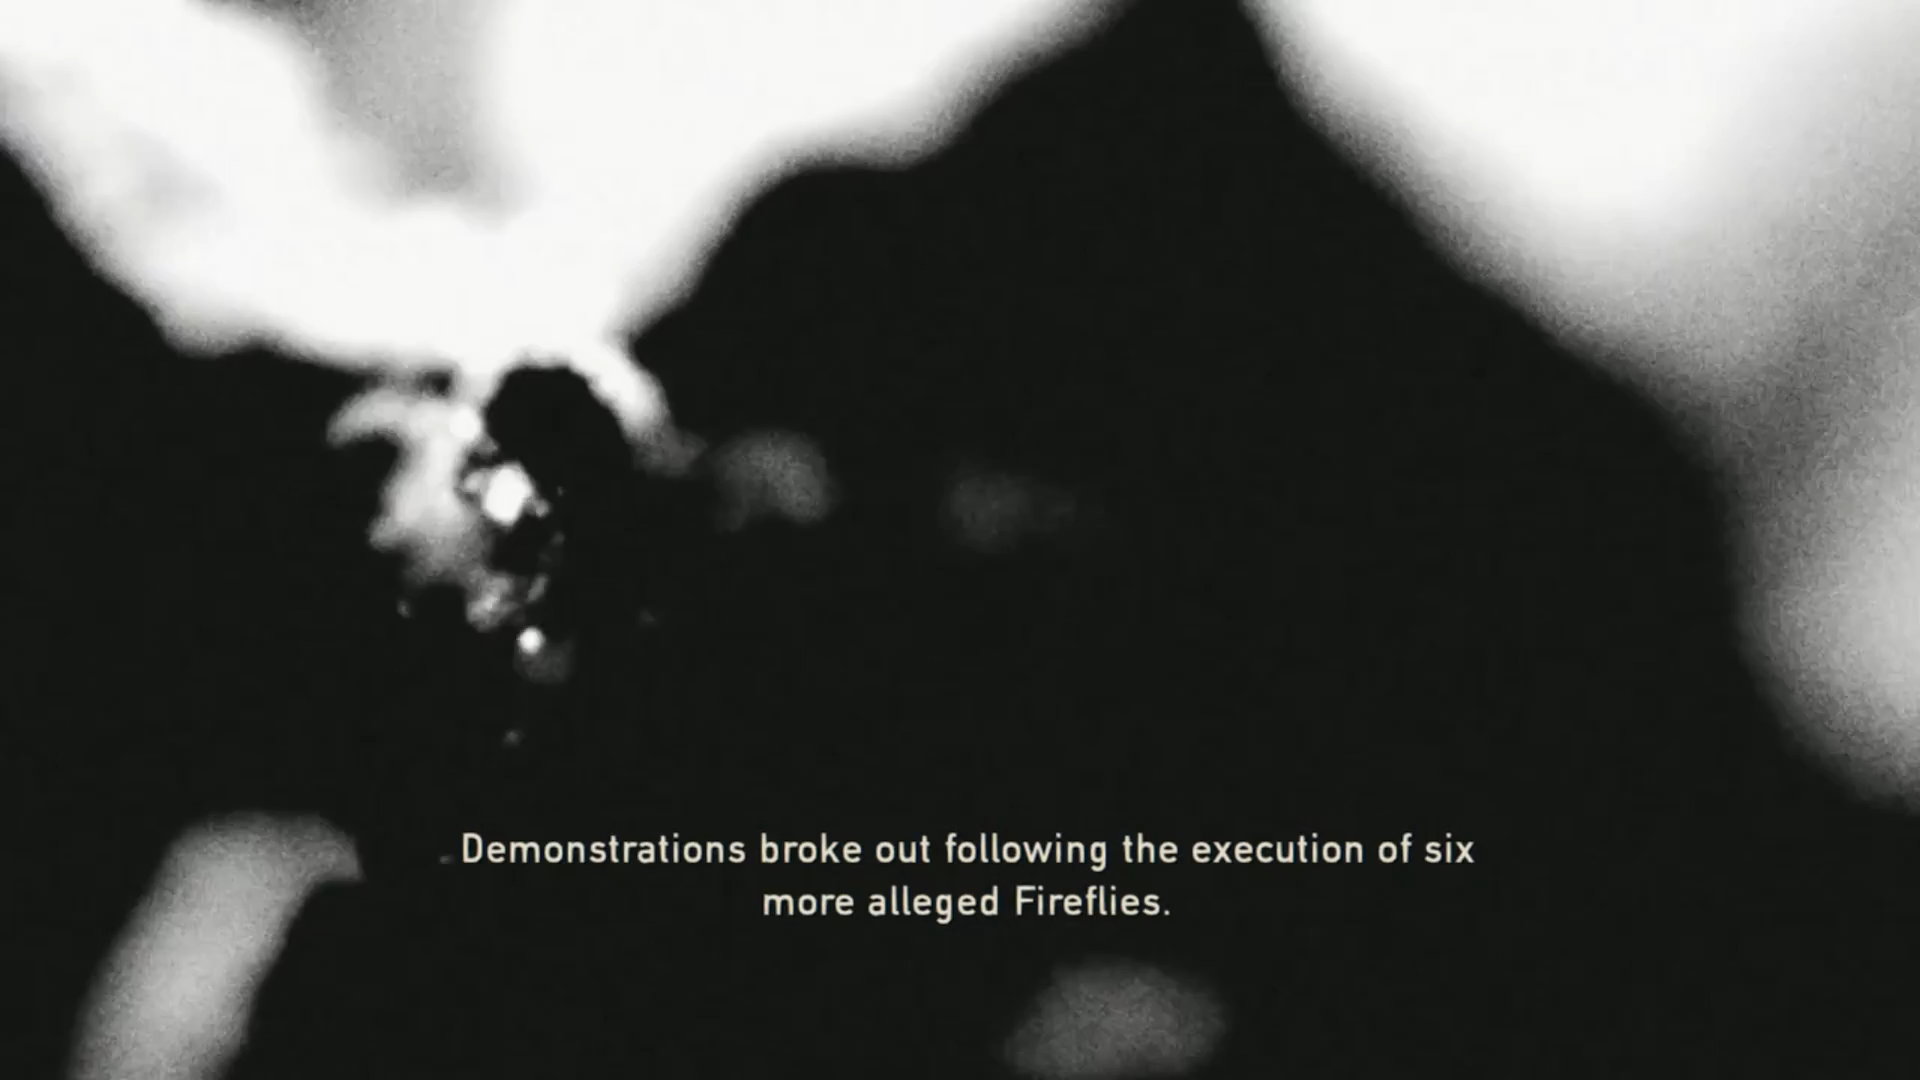 Demonstrations broke out following the execution of six
more alleged Fireflies.